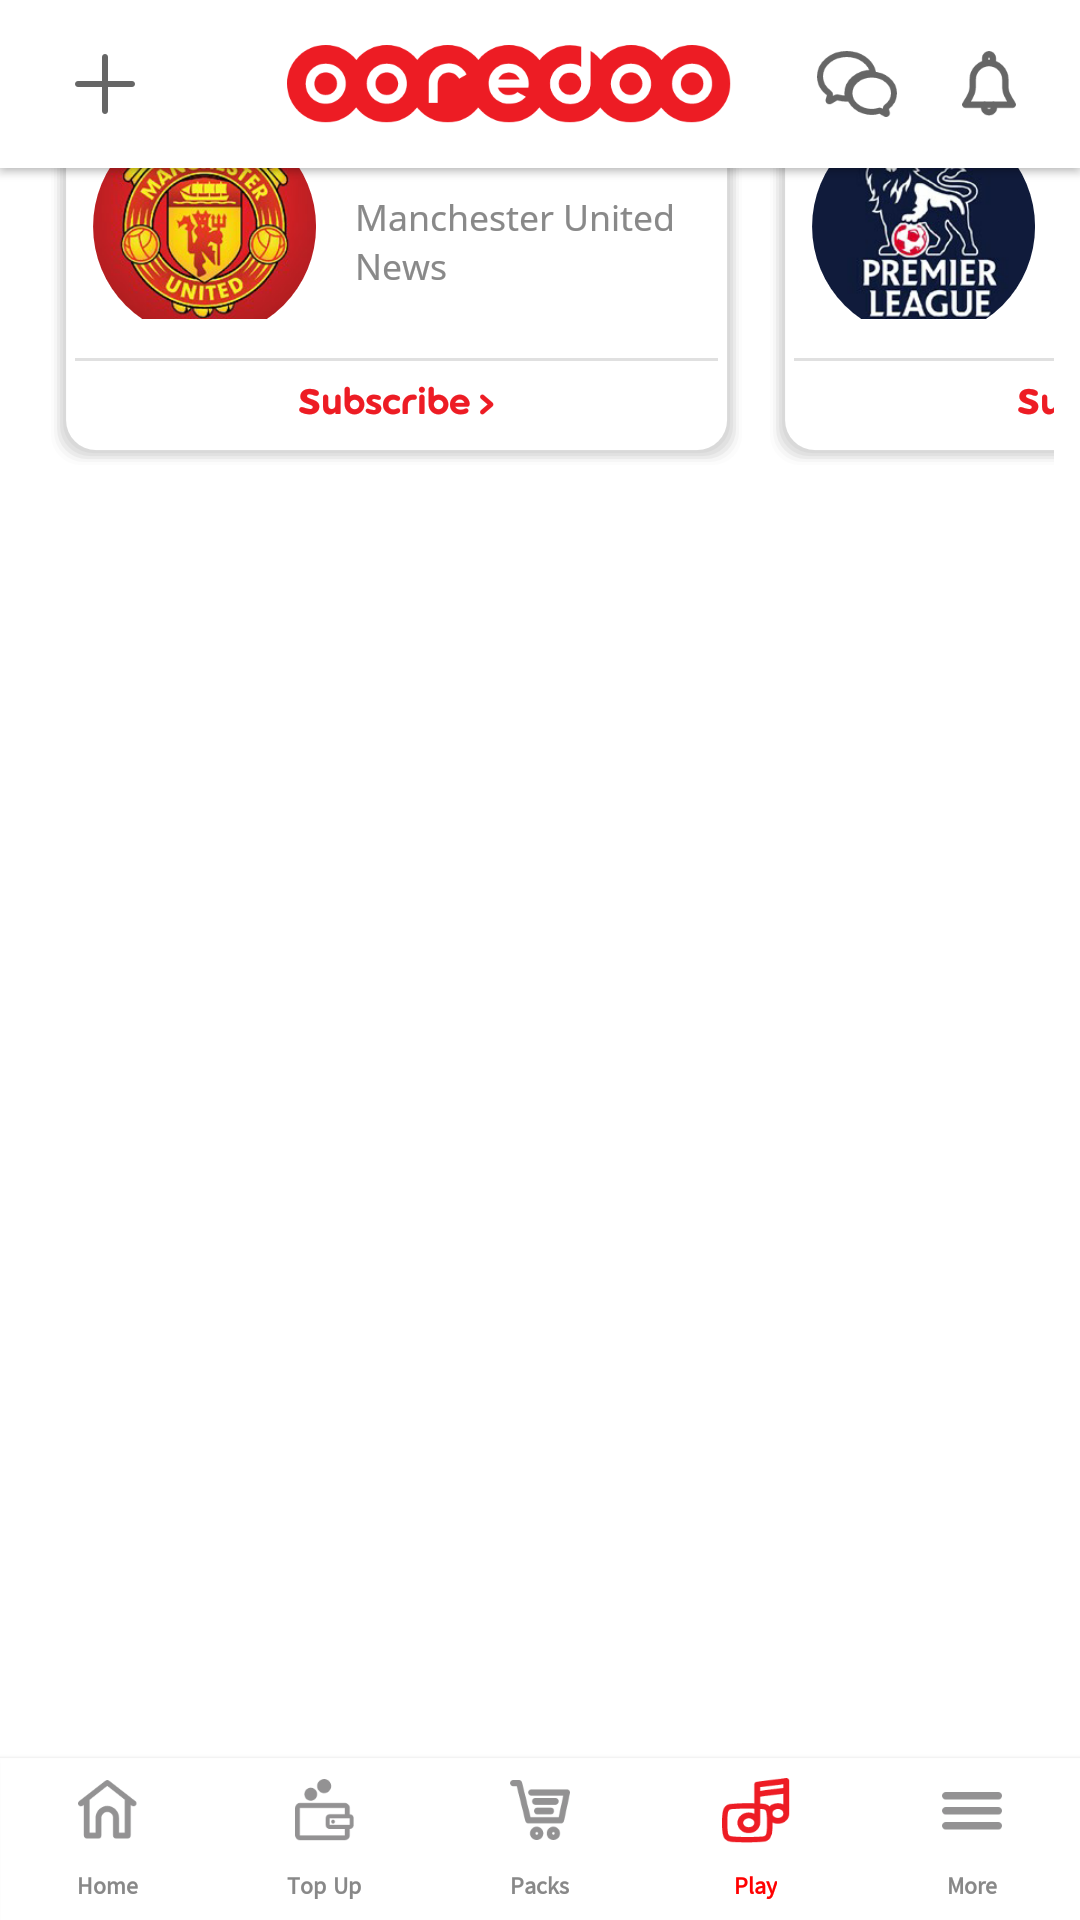 ooredoo
MANCHESTER
UNITED
Manchester United
News
PREMIER
LEAGUE
Subscribe >
Su
Home
Top Up
Packs
Play
More